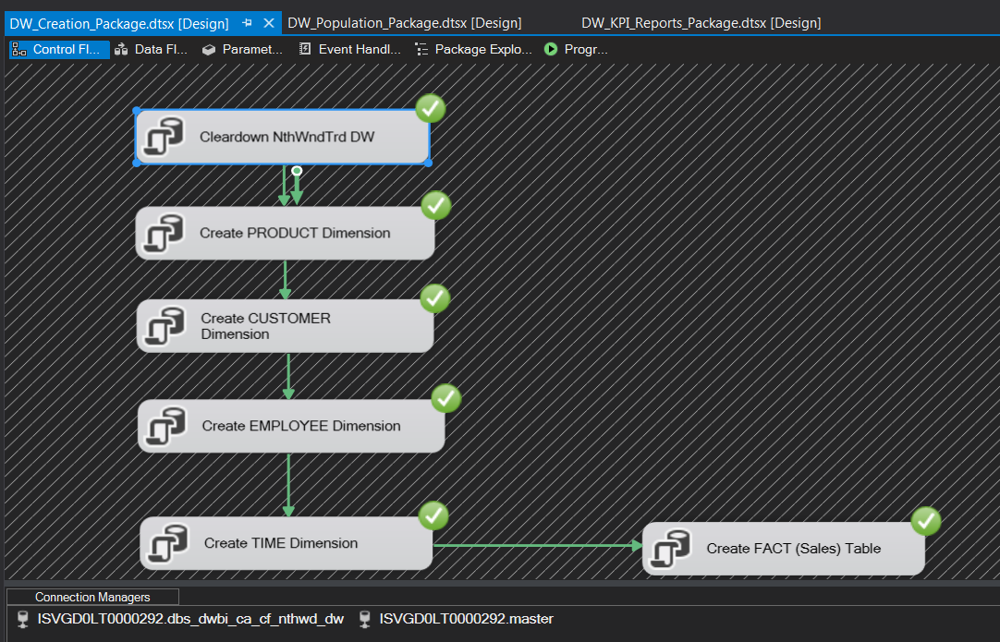 DW_Creation_Package.dtsx [Design]
DW_Population_Package.dtsx [Design]
DW_KPI_Reports_Package.dtsx [Design]
Control Fl...
Data Fl...
Paramet...
Event Handl...
Package Explo...
Progr...
Cleardown NthWndTrd DW
Create PRODUCT Dimension
Create CUSTOMER
Dimension
Create EMPLOYEE Dimension
Create TIME Dimension
Create FACT (Sales) Table
Connection Managers
ISVGD0LT0000292.dbs_dwbi_ca_cf_nthwd_dw
ISVGD0LT0000292.master